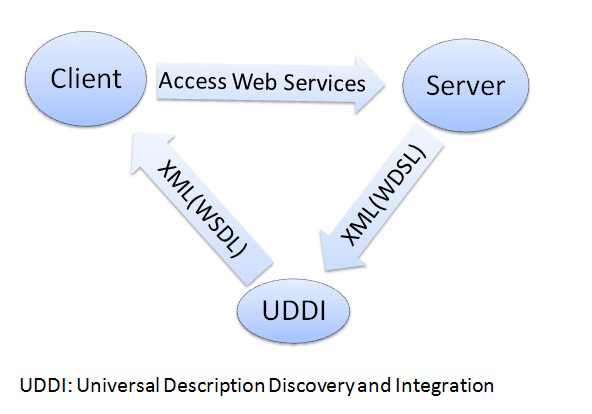 Client
Access Web Services
Server
XML(WSDL)
XML(WDSL)
UDDI
UDDI: Universal Description Discovery and Integration